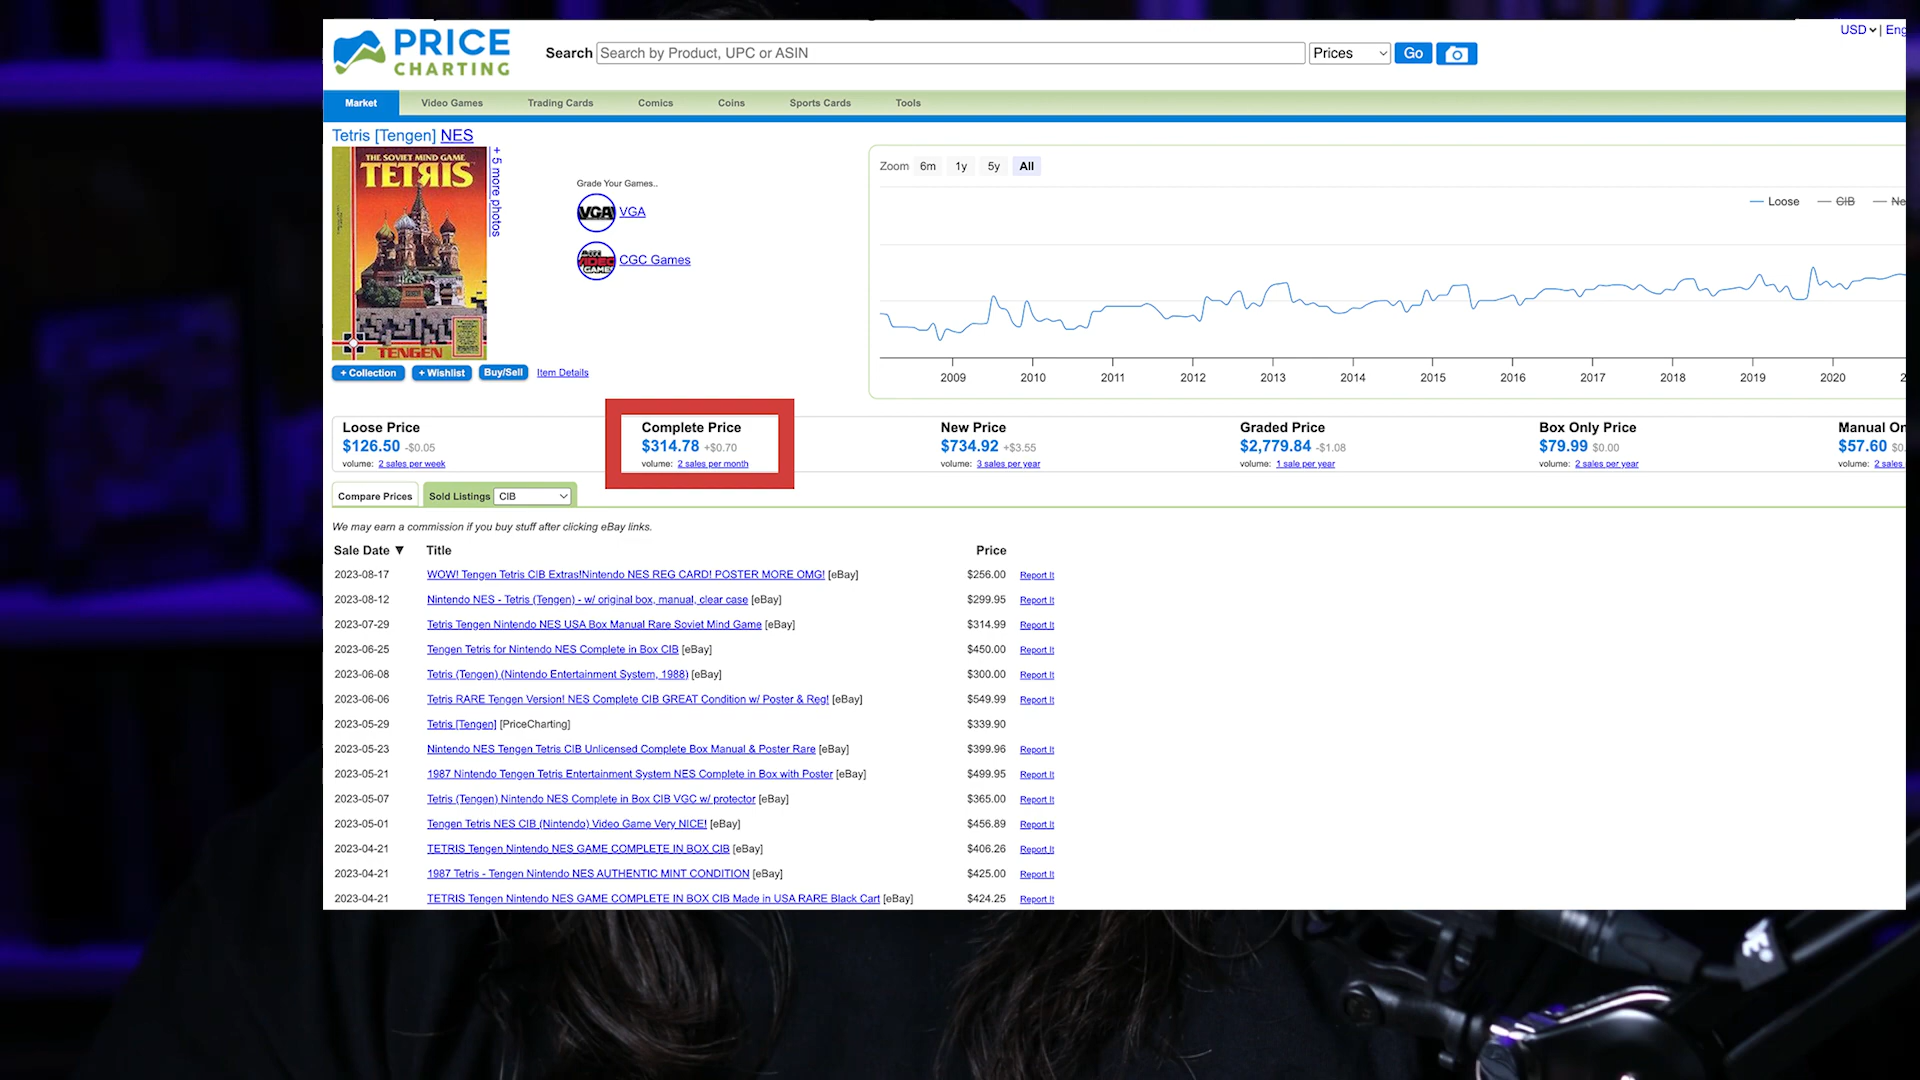 PRICE
CHARTING
Search Search by Product, UPC or ASIN Prices Go
USD | Eng
Market Video Games Trading Cards Comics Coins Sports Cards Tools
Tetris [Tengen] NES
+ 5 more photos
THE SOVIET MIND GAME
TETRIS
TENGEN
Grade Your Games..
VGA VGA
VIDEO GAMES CGC Games
Zoom 6m 1y 5y All
Loose CIB Ne
2009 2010 2011 2012 2013 2014 2015 2016 2017 2018 2019 2020 2
+ Collection + Wishlist Buy/Sell Item Details
Loose Price Complete Price New Price Graded Price Box Only Price Manual On
$126.50 -$0.05 $314.78 +$0.70 $734.92 +$3.55 $2,779.84 -$1.08 $79.99 $0.00 $57.60 $0.
volume: 2 sales per week volume: 2 sales per month volume: 3 sales per year volume: 1 sale per year volume: 2 sales per year volume: 2 sales
Compare Prices Sold Listings CIB
We may earn a commission if you buy stuff after clicking eBay links.
Sale Date ▼ Title Price
2023-08-17 WOW! Tengen Tetris CIB Extras!Nintendo NES REG CARD! POSTER MORE OMG! [eBay] $256.00 Report It
2023-08-12 Nintendo NES - Tetris (Tengen) - w/ original box, manual, clear case [eBay] $299.95 Report It
2023-07-29 Tetris Tengen Nintendo NES USA Box Manual Rare Soviet Mind Game [eBay] $314.99 Report It
2023-06-25 Tengen Tetris for Nintendo NES Complete in Box CIB [eBay] $450.00 Report It
2023-06-08 Tetris (Tengen) (Nintendo Entertainment System, 1988) [eBay] $300.00 Report It
2023-06-06 Tetris RARE Tengen Version! NES Complete CIB GREAT Condition w/ Poster & Reg! [eBay] $549.99 Report It
2023-05-29 Tetris [Tengen] [PriceCharting] $339.90
2023-05-23 Nintendo NES Tengen Tetris CIB Unlicensed Complete Box Manual & Poster Rare [eBay] $399.96 Report It
2023-05-21 1987 Nintendo Tengen Tetris Entertainment System NES Complete in Box with Poster [eBay] $499.95 Report It
2023-05-07 Tetris (Tengen) Nintendo NES Complete in Box CIB VGC w/ protector [eBay] $365.00 Report It
2023-05-01 Tengen Tetris NES CIB (Nintendo) Video Game Very NICE! [eBay] $456.89 Report It
2023-04-21 TETRIS Tengen Nintendo NES GAME COMPLETE IN BOX CIB [eBay] $406.26 Report It
2023-04-21 1987 Tetris - Tengen Nintendo NES AUTHENTIC MINT CONDITION [eBay] $425.00 Report It
2023-04-21 TETRIS Tengen Nintendo NES GAME COMPLETE IN BOX CIB Made in USA RARE Black Cart [eBay] $424.25 Report It